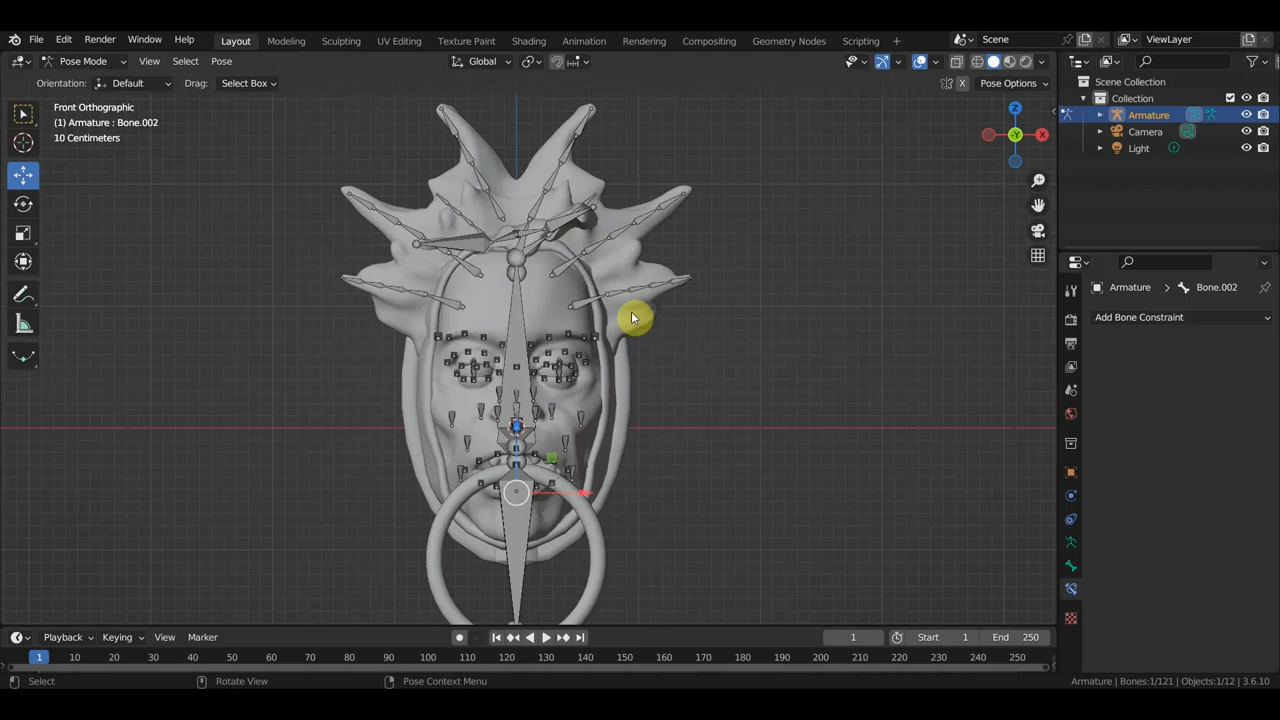 File Edit Render Window Help Layout Modeling Sculpting UV Editing Texture Paint Shading Animation Rendering Compositing Geometry Nodes Scripting + Scene ViewLayer
Pose Mode View Select Pose Global
Scene Collection
Orientation: Default Drag: Select Box X Pose Options
Collection
Front Orthographic
(1) Armature : Bone.002
10 Centimeters
Armature
Camera
Light
Z
-Y
X
Armature > Bone.002
Add Bone Constraint
Playback Keying View Marker 1 Start 1 End 250
1 10 20 30 40 50 60 70 80 90 100 110 120 130 140 150 160 170 180 190 200 210 220 230 240 250
Select Rotate View Pose Context Menu Armature | Bones:1/121 | Objects:1/12 | 3.6.10